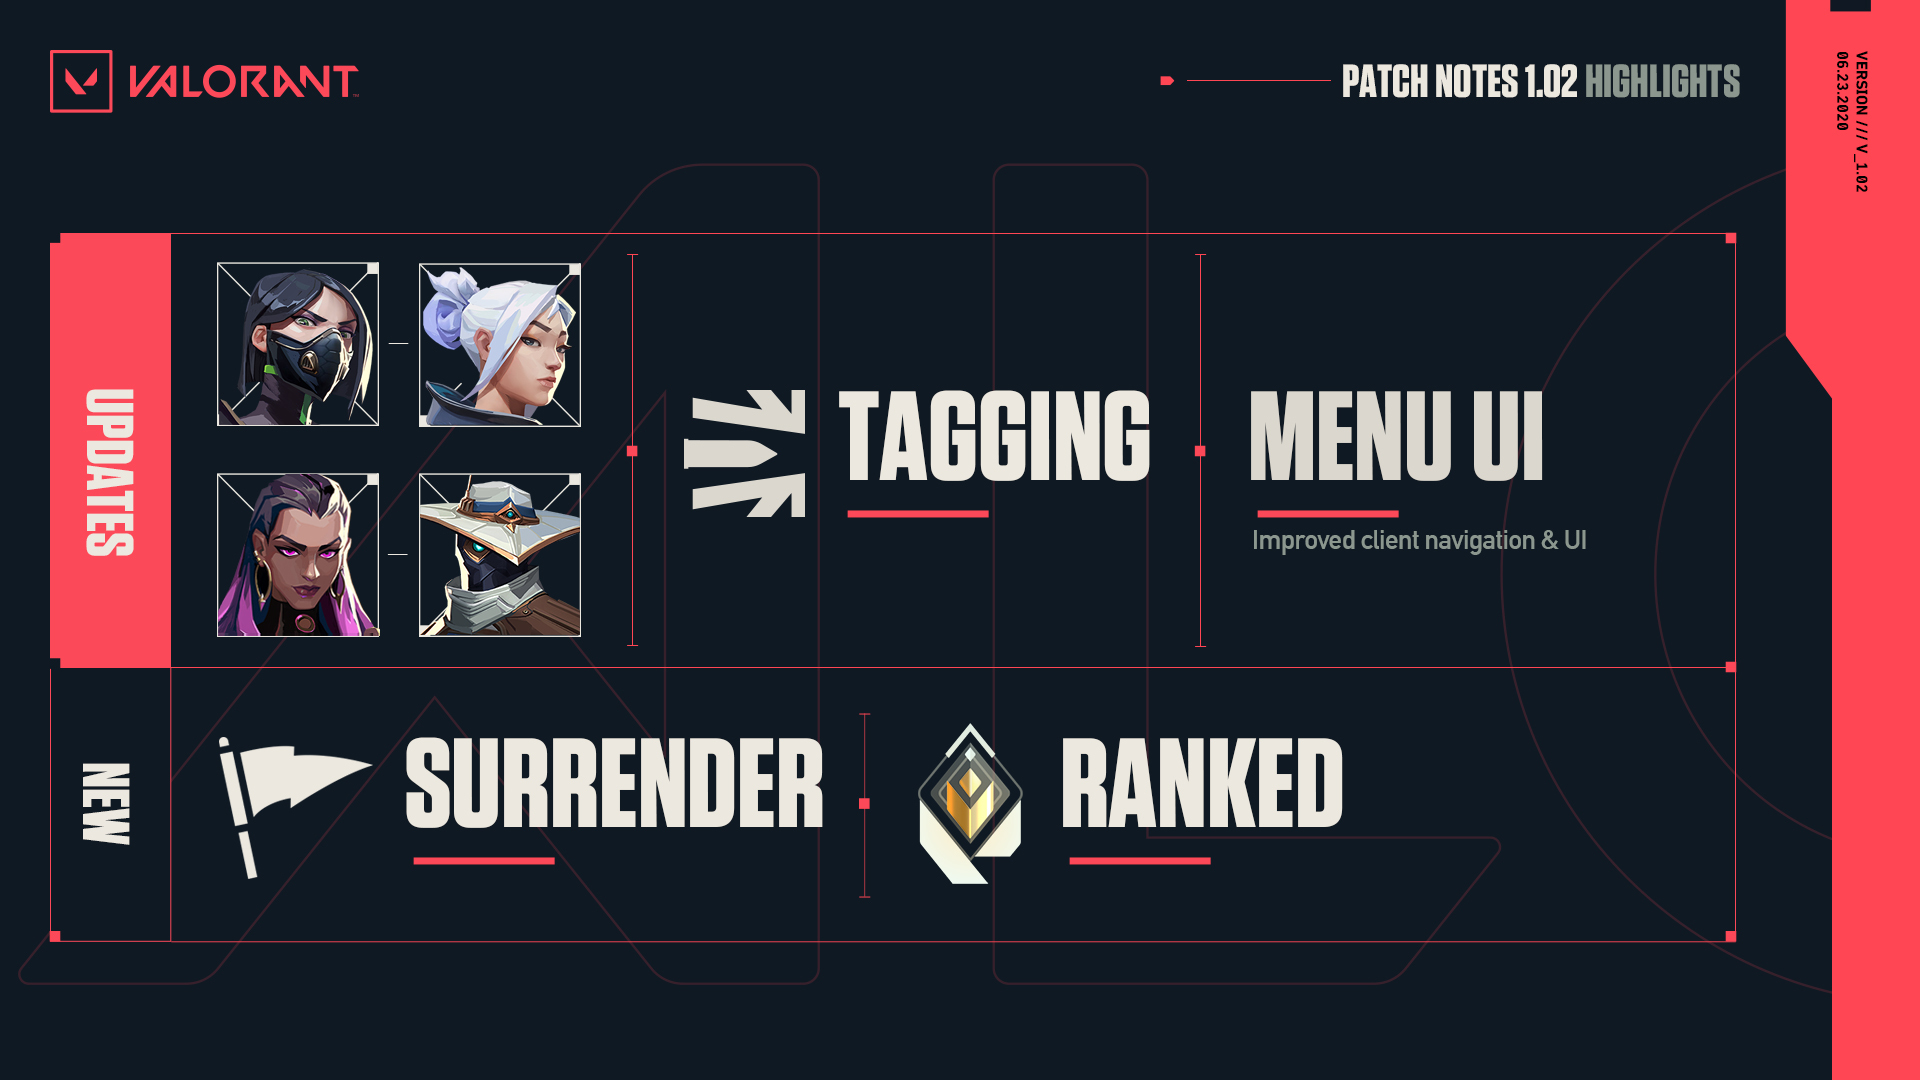 VALORANT™
PATCH NOTES 1.02 HIGHLIGHTS
VERSION /// V_1.02
06.23.2020
UPDATES
TAGGING
MENU UI
Improved client navigation & UI
NEW
SURRENDER
RANKED